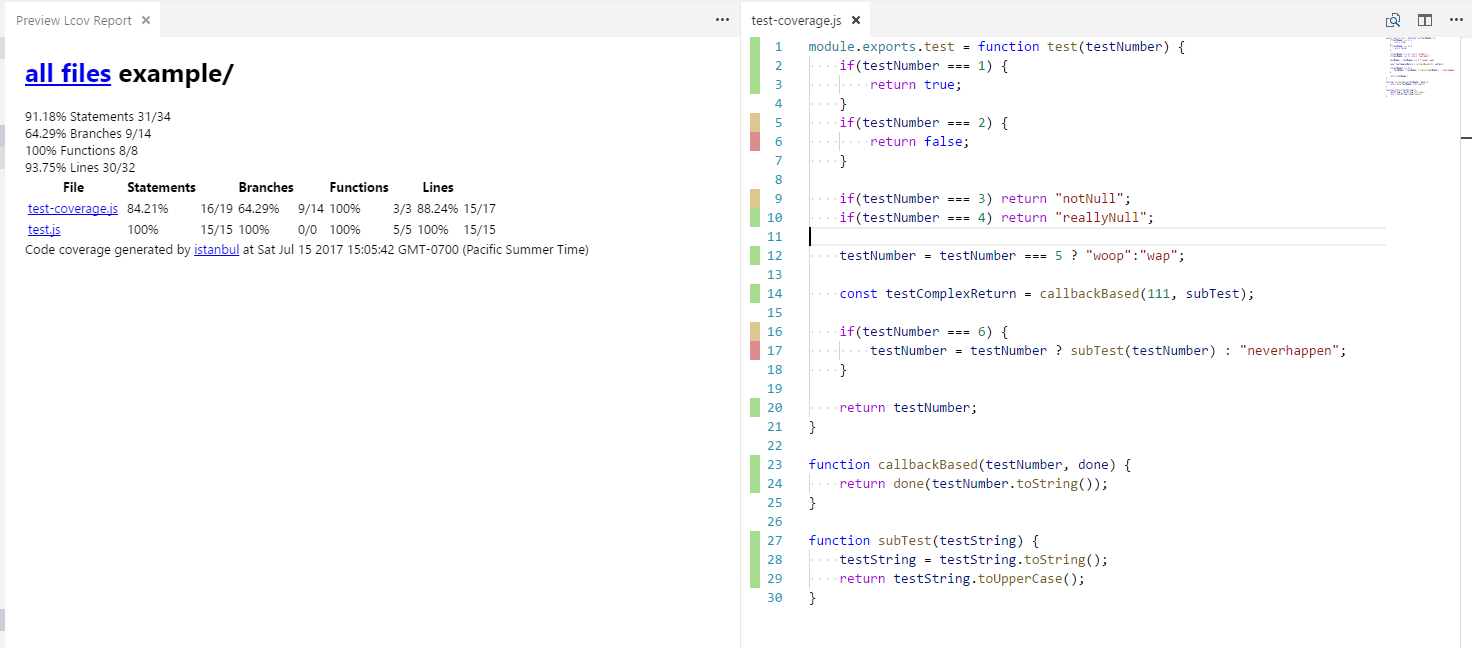 Preview Lcov Report
all files example/
91.18% Statements 31/34
64.29% Branches 9/14
100% Functions 8/8
93.75% Lines 30/32
File Statements Branches Functions Lines
test-coverage.js 84.21% 16/19 64.29% 9/14 100% 3/3 88.24% 15/17
test.js 100% 15/15 100% 0/0 100% 5/5 100% 15/15
Code coverage generated by istanbul at Sat Jul 15 2017 15:05:42 GMT-0700 (Pacific Summer Time)
test-coverage.js
1 module.exports.test = function test(testNumber) {
2 if(testNumber === 1) {
3 return true;
4 }
5 if(testNumber === 2) {
6 return false;
7 }
8
9 if(testNumber === 3) return "notNull";
10 if(testNumber === 4) return "reallyNull";
11
12 testNumber = testNumber === 5 ? "woop":"wap";
13
14 const testComplexReturn = callbackBased(111, subTest);
15
16 if(testNumber === 6) {
17 testNumber = testNumber ? subTest(testNumber) : "neverhappen";
18 }
19
20 return testNumber;
21 }
22
23 function callbackBased(testNumber, done) {
24 return done(testNumber.toString());
25 }
26
27 function subTest(testString) {
28 testString = testString.toString();
29 return testString.toUpperCase();
30 }